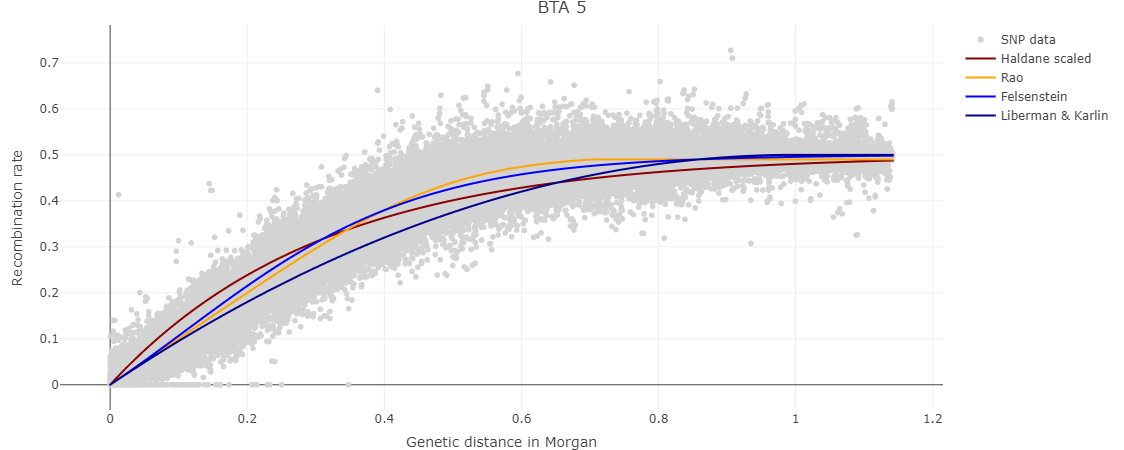 BTA 5
SNP data
Haldane scaled
Rao
Felsenstein
Liberman & Karlin
Recombination rate
0.7
0.6
0.5
0.4
0.3
0.2
0.1
0
0 0.2 0.4 0.6 0.8 1 1.2
Genetic distance in Morgan